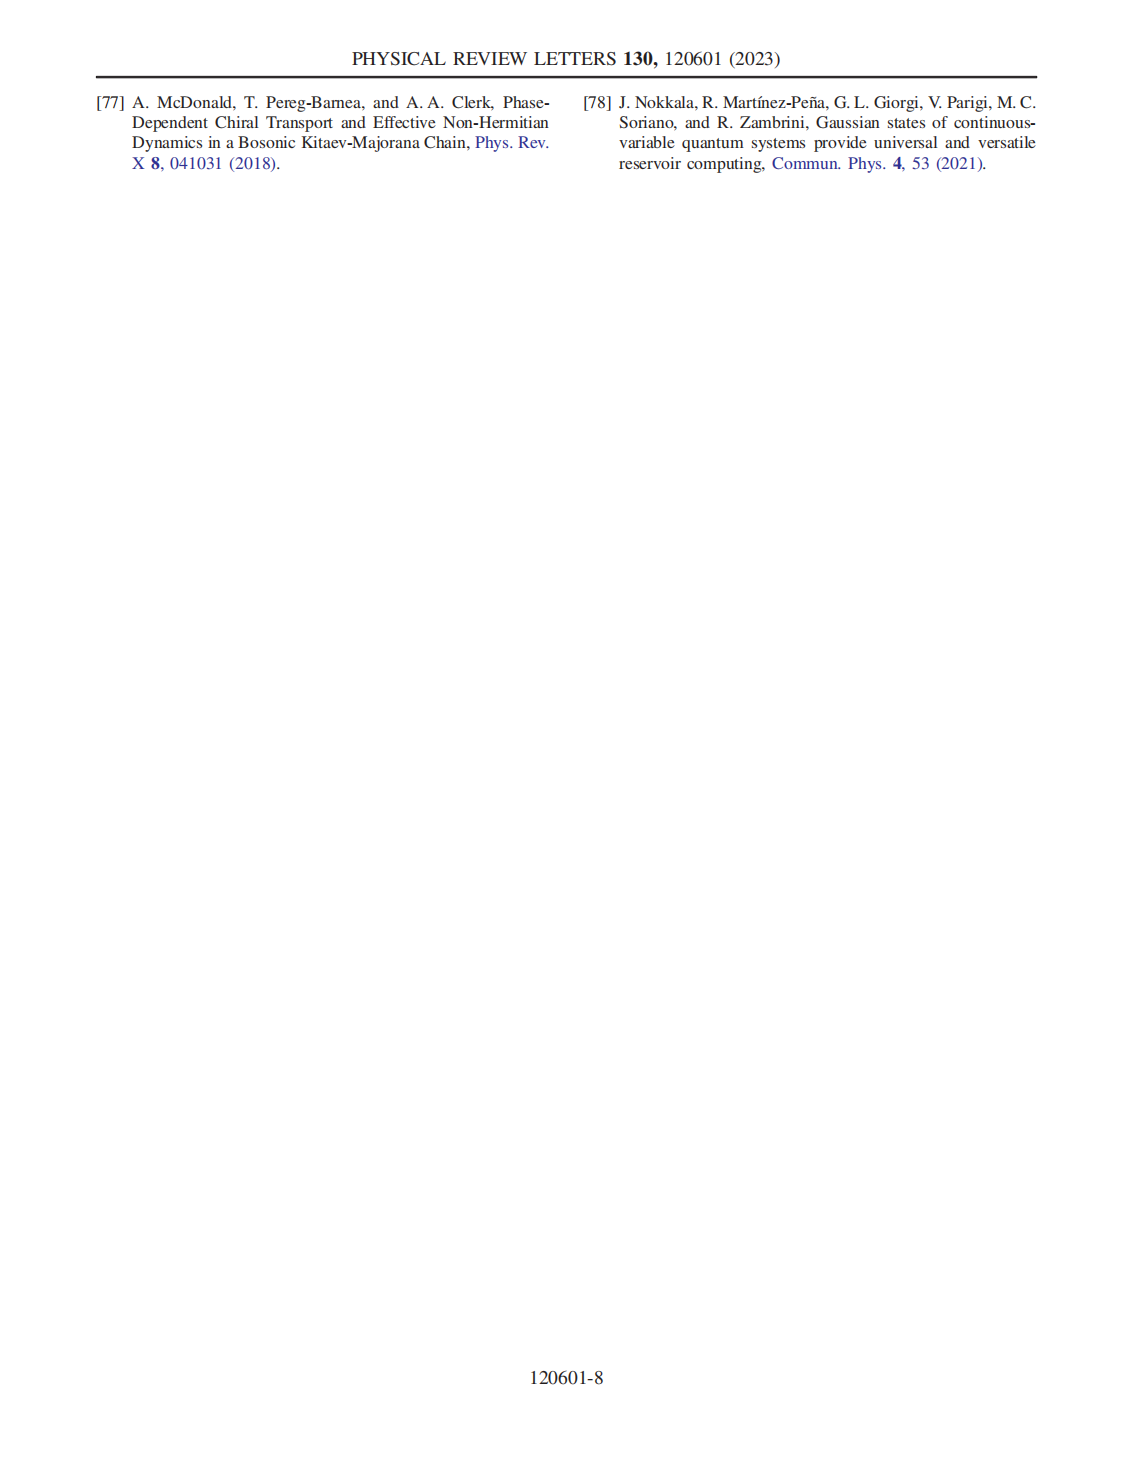 PHYSICAL REVIEW LETTERS 130, 120601 (2023)
[77] A. McDonald, T. Pereg-Barnea, and A. A. Clerk, Phase-
Dependent Chiral Transport and Effective Non-Hermitian
Dynamics in a Bosonic Kitaev-Majorana Chain, Phys. Rev.
X 8, 041031 (2018).
[78] J. Nokkala, R. Martínez-Peña, G. L. Giorgi, V. Parigi, M. C.
Soriano, and R. Zambrini, Gaussian states of continuous-
variable quantum systems provide universal and versatile
reservoir computing, Commun. Phys. 4, 53 (2021).
120601-8